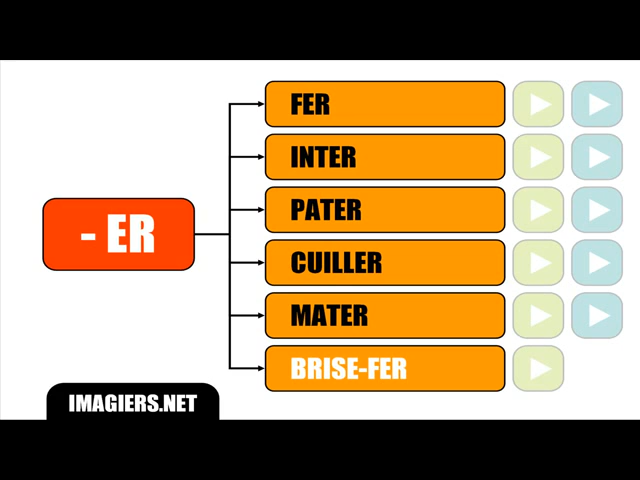 FER
INTER
PATER
- ER
CUILLER
MATER
BRISE-FER
IMAGIERS.NET